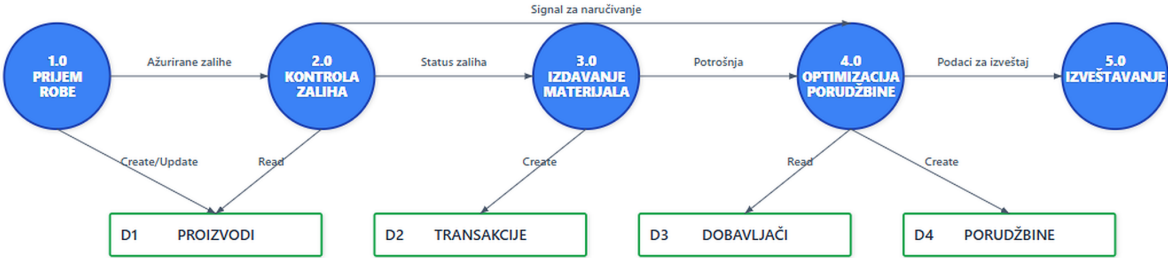 Signal za naručivanje
1.0
PRIJEM
ROBE
Ažurirane zalihe
2.0
KONTROLA
ZALIHA
Status zaliha
3.0
IZDAVANJE
MATERIJALA
Potrošnja
4.0
OPTIMIZACIJA
PORUDŽBINE
Podaci za izveštaj
5.0
IZVEŠTAVANJE
Create/Update
Read
Create
Read
Create
D1 PROIZVODI
D2 TRANSAKCIJE
D3 DOBAVLJAČI
D4 PORUDŽBINE